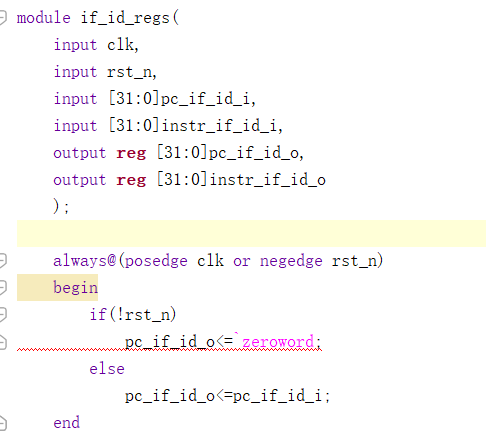 module if_id_regs(
    input clk,
    input rst_n,
    input [31:0]pc_if_id_i,
    input [31:0]instr_if_id_i,
    output reg [31:0]pc_if_id_o,
    output reg [31:0]instr_if_id_o
    );
    always@(posedge clk or negedge rst_n)
    begin
        if(!rst_n)
            pc_if_id_o<=`zeroword;
        else
            pc_if_id_o<=pc_if_id_i;
    end